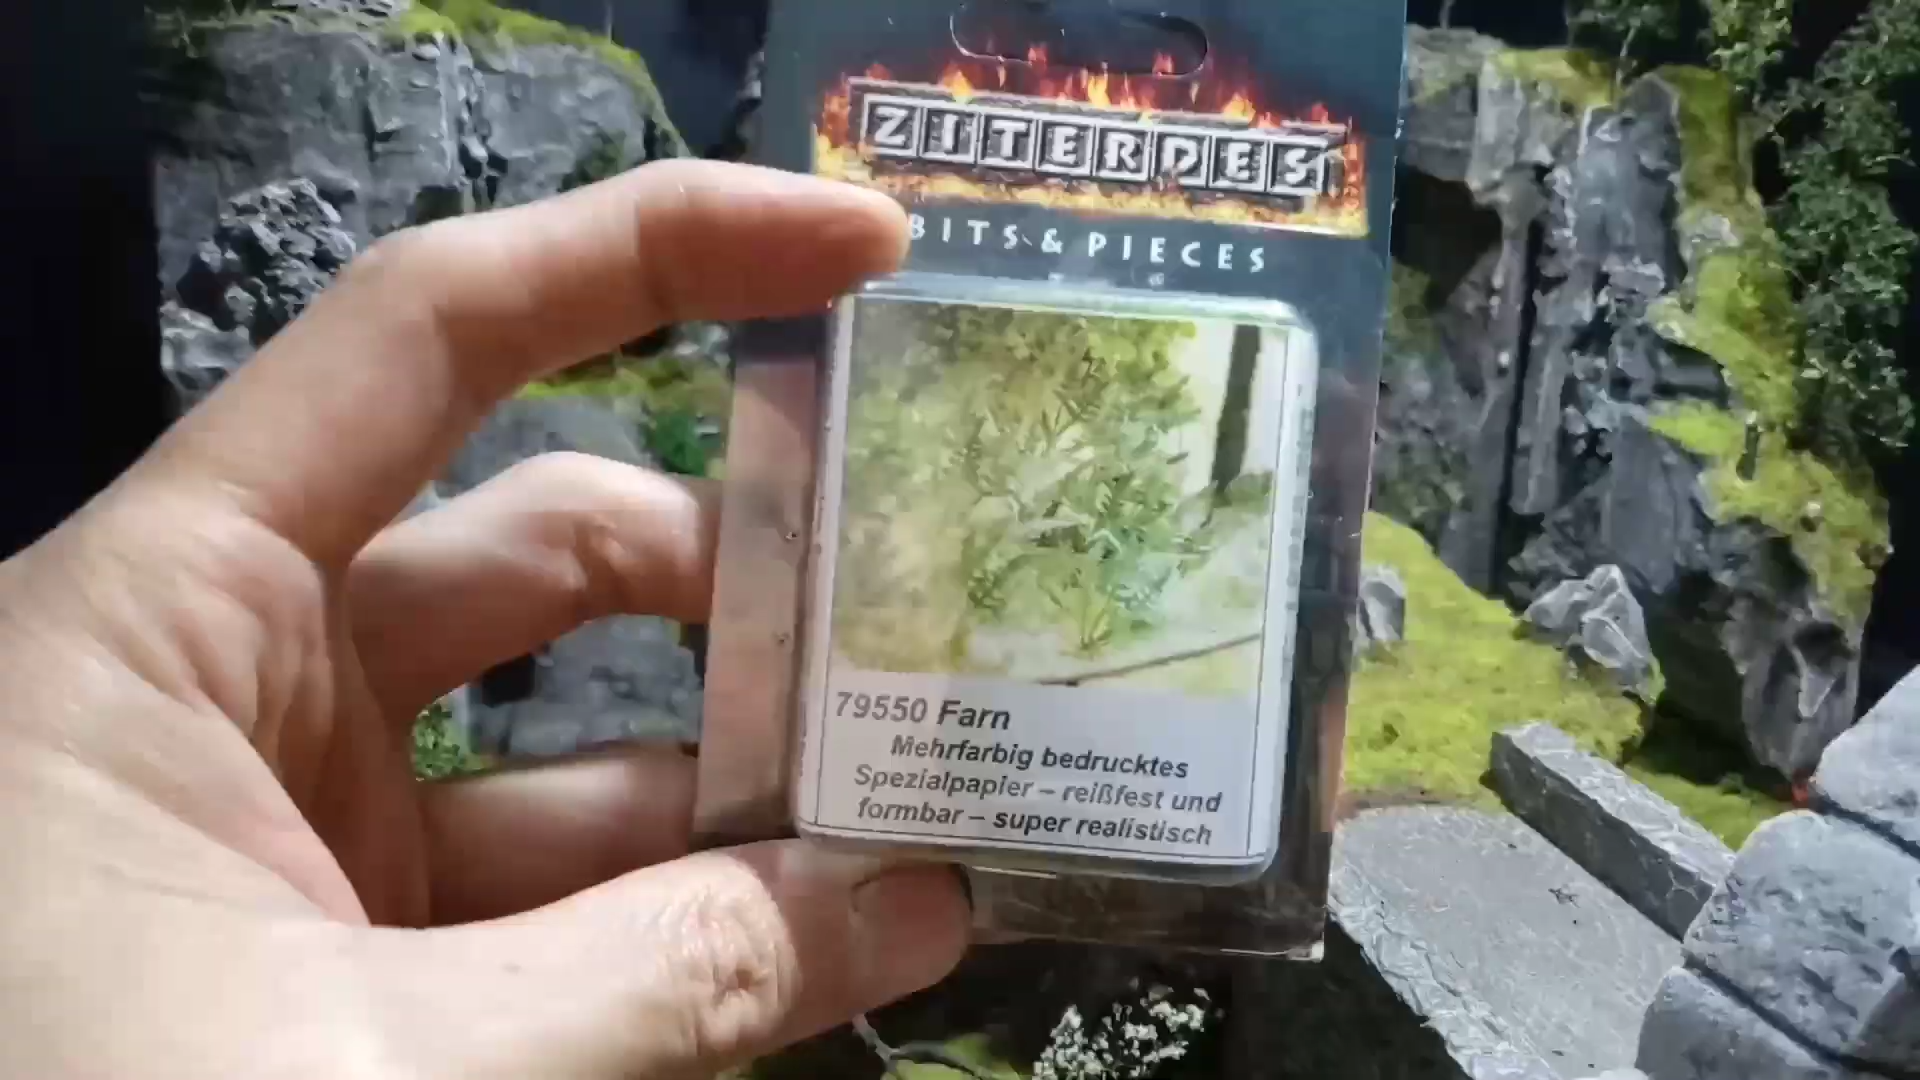 ZITERDES
BITS & PIECES
79550 Farn
Mehrfarbig bedrucktes
Spezialpapier – reißfest und
formbar – super realistisch